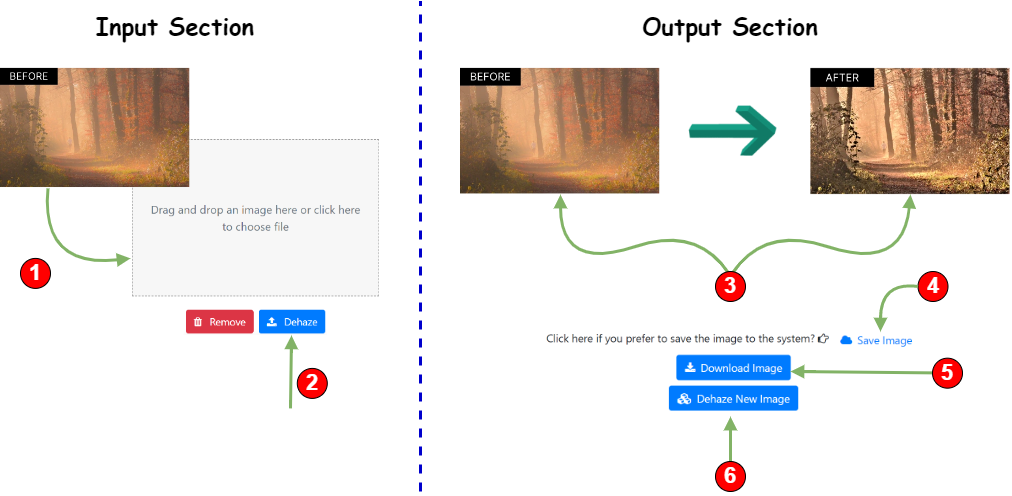 Input Section
BEFORE
Drag and drop an image here or click here
to choose file
1
Remove
Dehaze
2
Output Section
BEFORE
AFTER
3
4
Click here if you prefer to save the image to the system?
Save Image
Download Image
5
Dehaze New Image
6